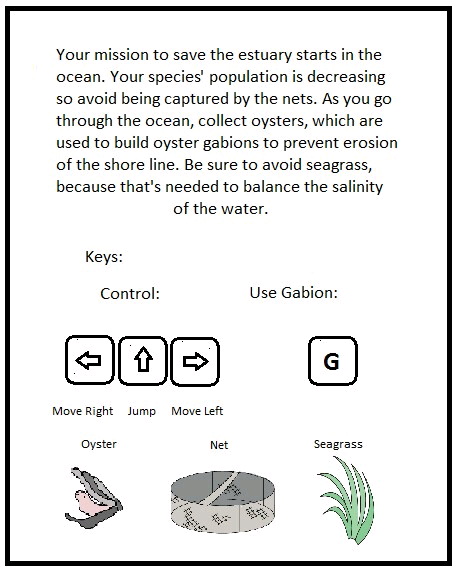 Your mission to save the estuary starts in the
ocean. Your species' population is decreasing
so avoid being captured by the nets. As you go
through the ocean, collect oysters, which are
used to build oyster gabions to prevent erosion
of the shore line. Be sure to avoid seagrass,
because that's needed to balance the salinity
of the water.
Keys:
Control:
Use Gabion:
G
Move Right
Jump
Move Left
Oyster
Net
Seagrass